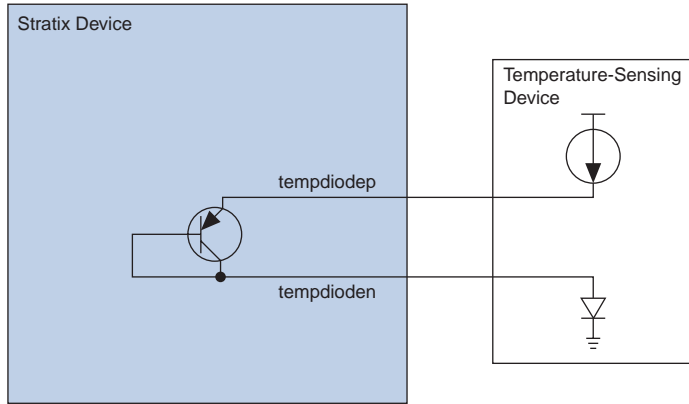 Stratix Device
Temperature-Sensing
Device
tempdiodep
tempdioden